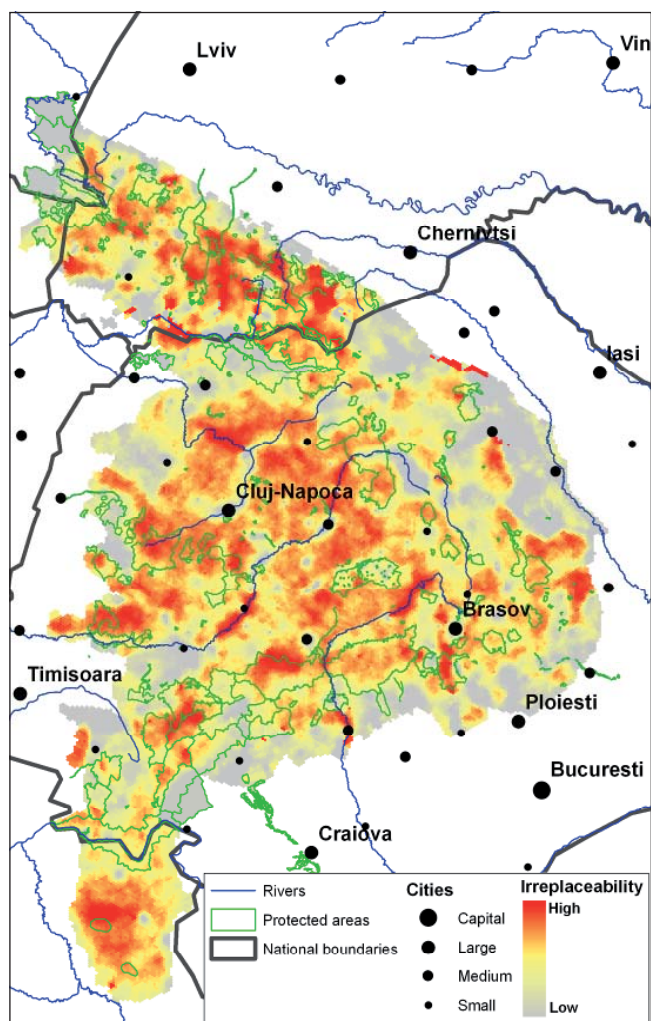 Lviv
Vin
Chernivtsi
Iasi
Cluj-Napoca
Brasov
Timisoara
Ploiesti
Bucuresti
Craiova
Rivers
Protected areas
National boundaries
Cities
Capital
Large
Medium
Small
Irreplaceability
High
Low